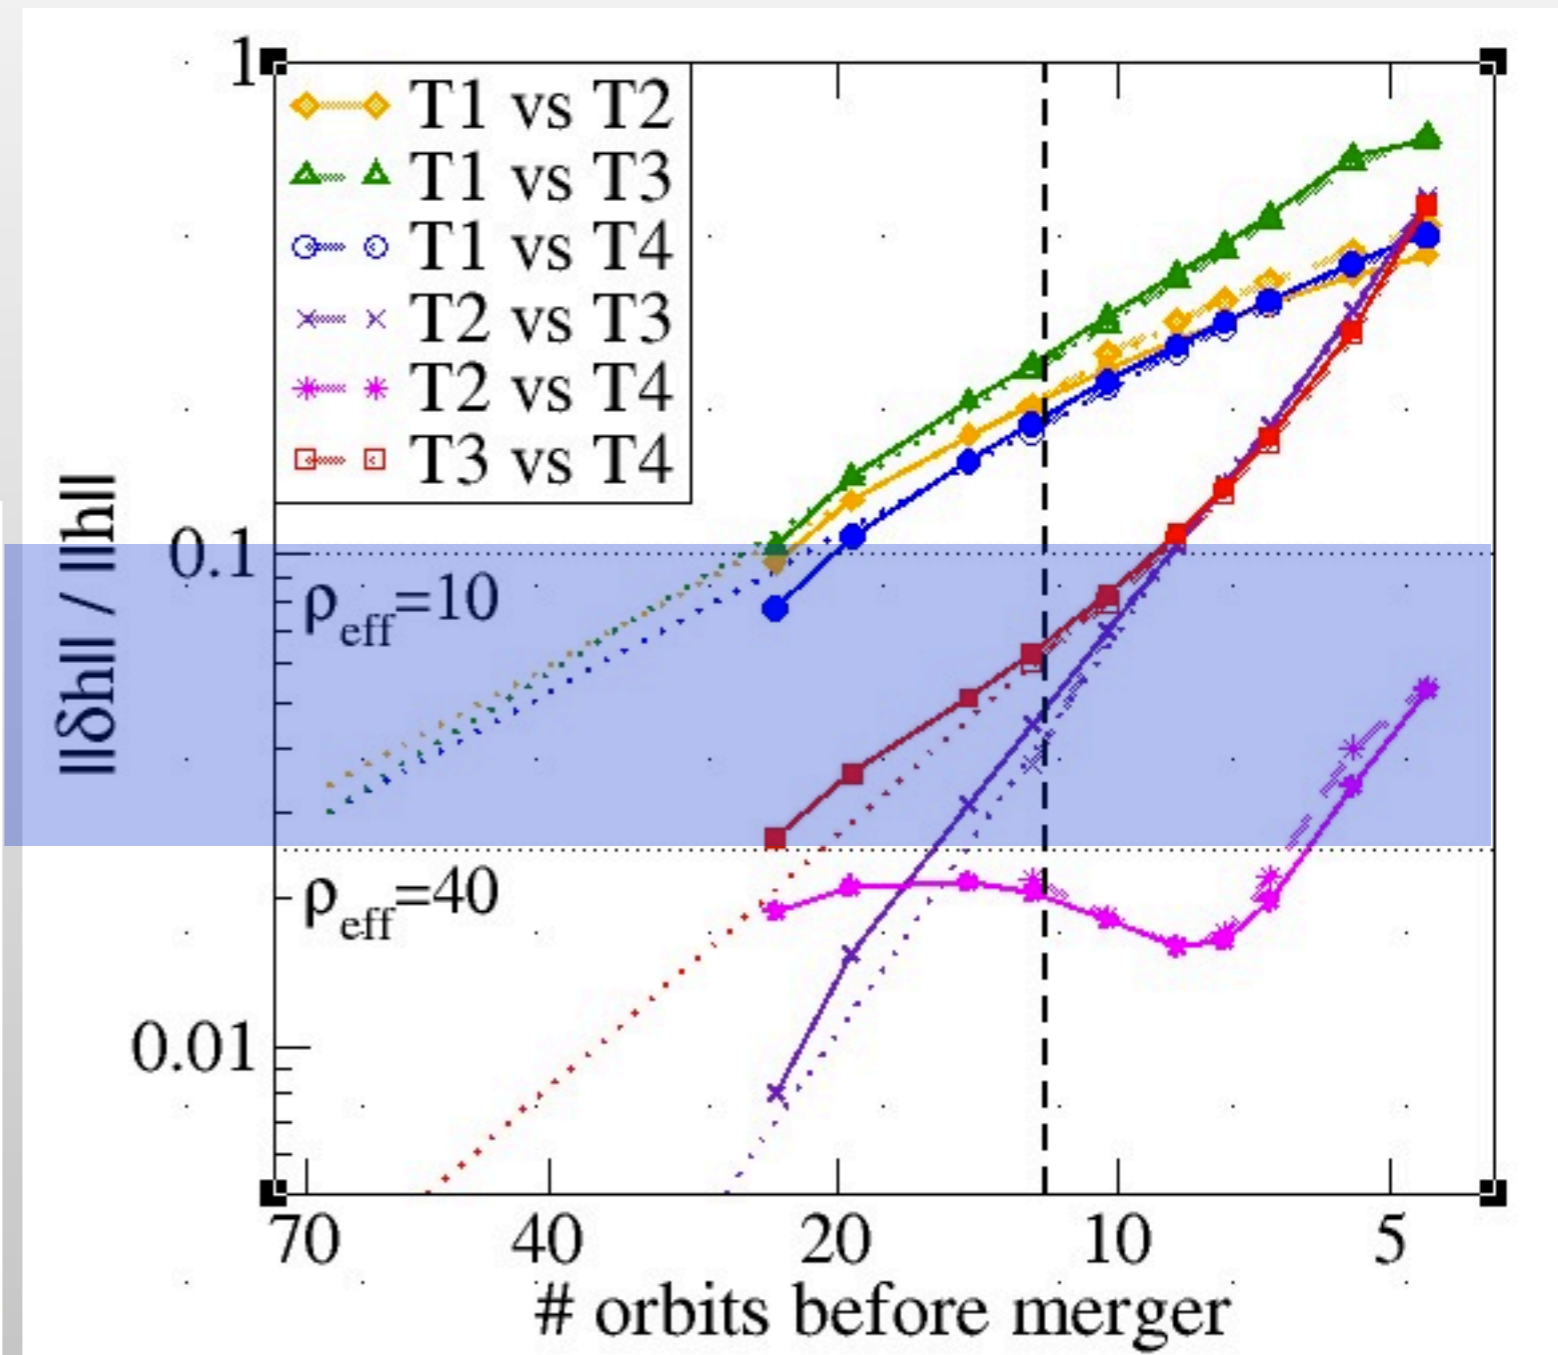 1
T1 vs T2
T1 vs T3
T1 vs T4
T2 vs T3
T2 vs T4
T3 vs T4
||δh|| / ||h||
0.1
ρeff=10
ρeff=40
0.01
70 40 20 10 5
# orbits before merger